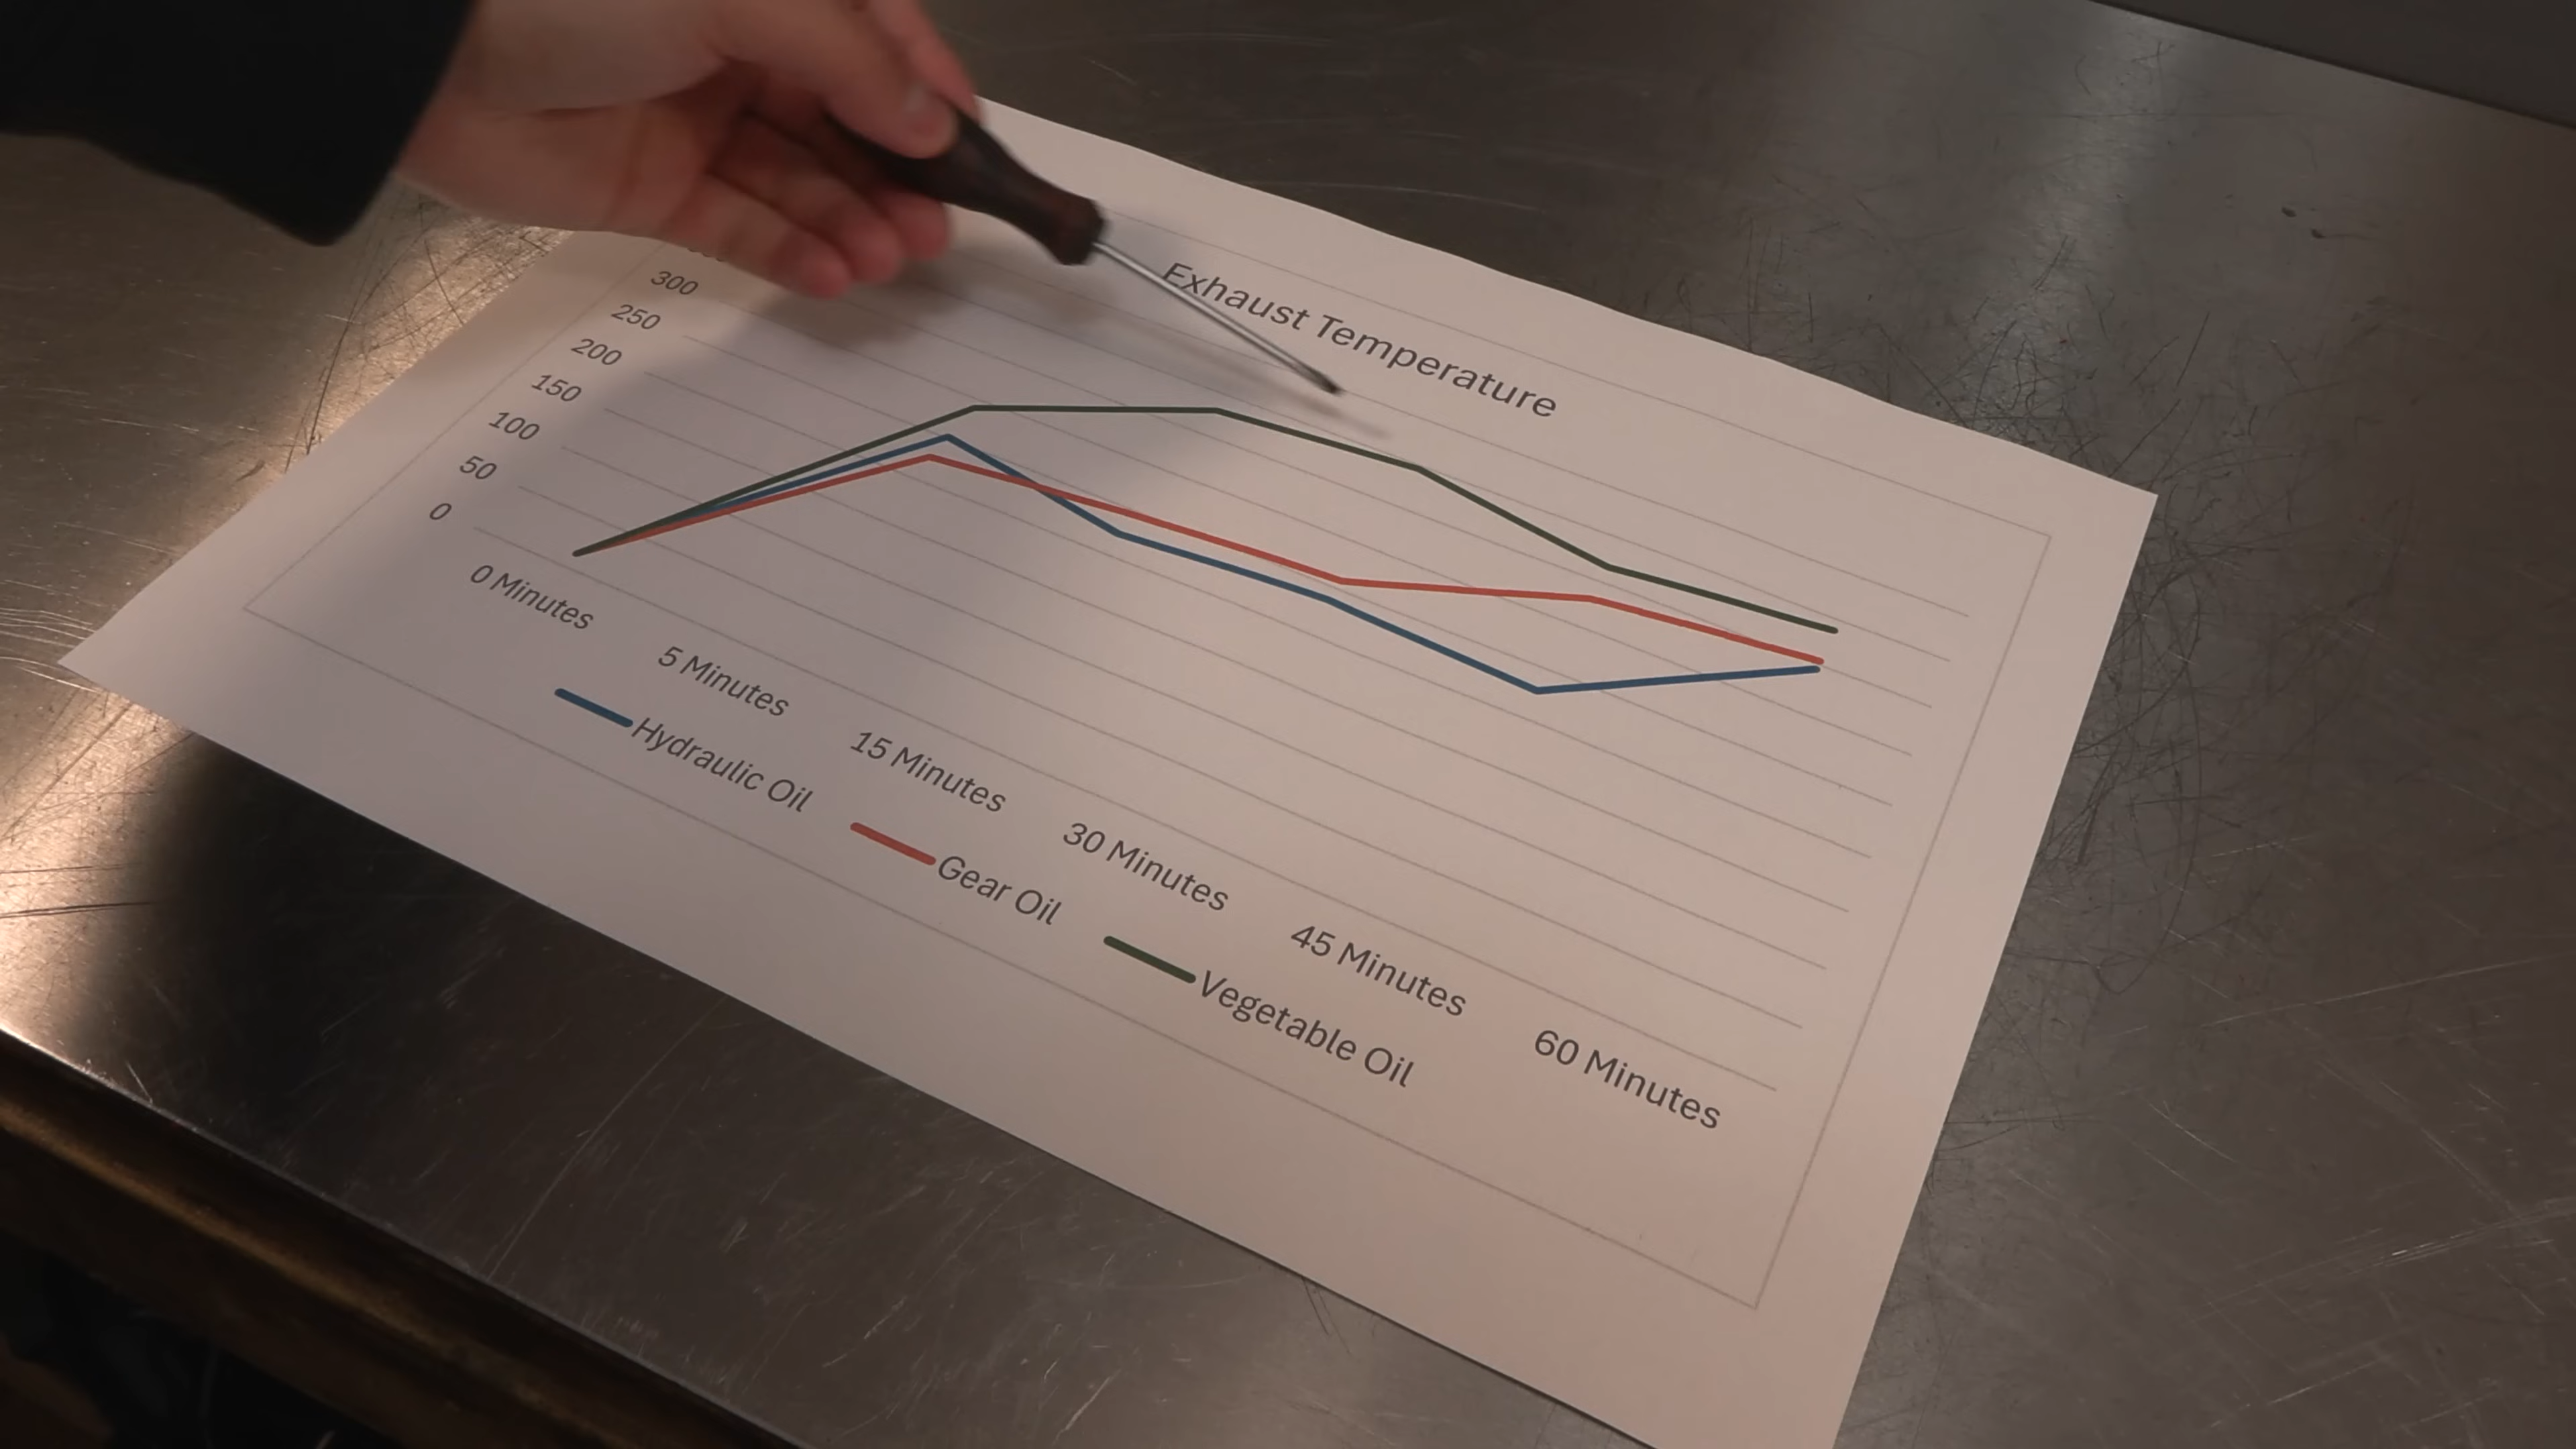 Exhaust Temperature
300
250
200
150
100
50
0
0 Minutes
5 Minutes
15 Minutes
30 Minutes
45 Minutes
60 Minutes
Hydraulic Oil
Gear Oil
Vegetable Oil